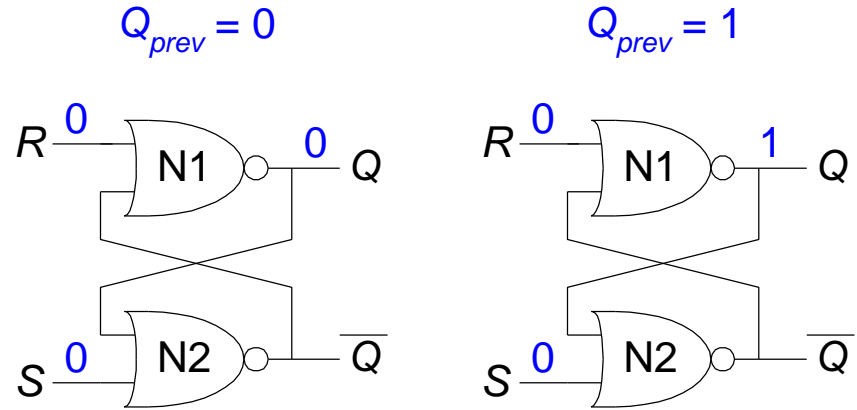 Q_prev = 0 Q_prev = 1
R 0 N1 0 Q R 0 N1 1 Q
S 0 N2 Q̅ S 0 N2 Q̅